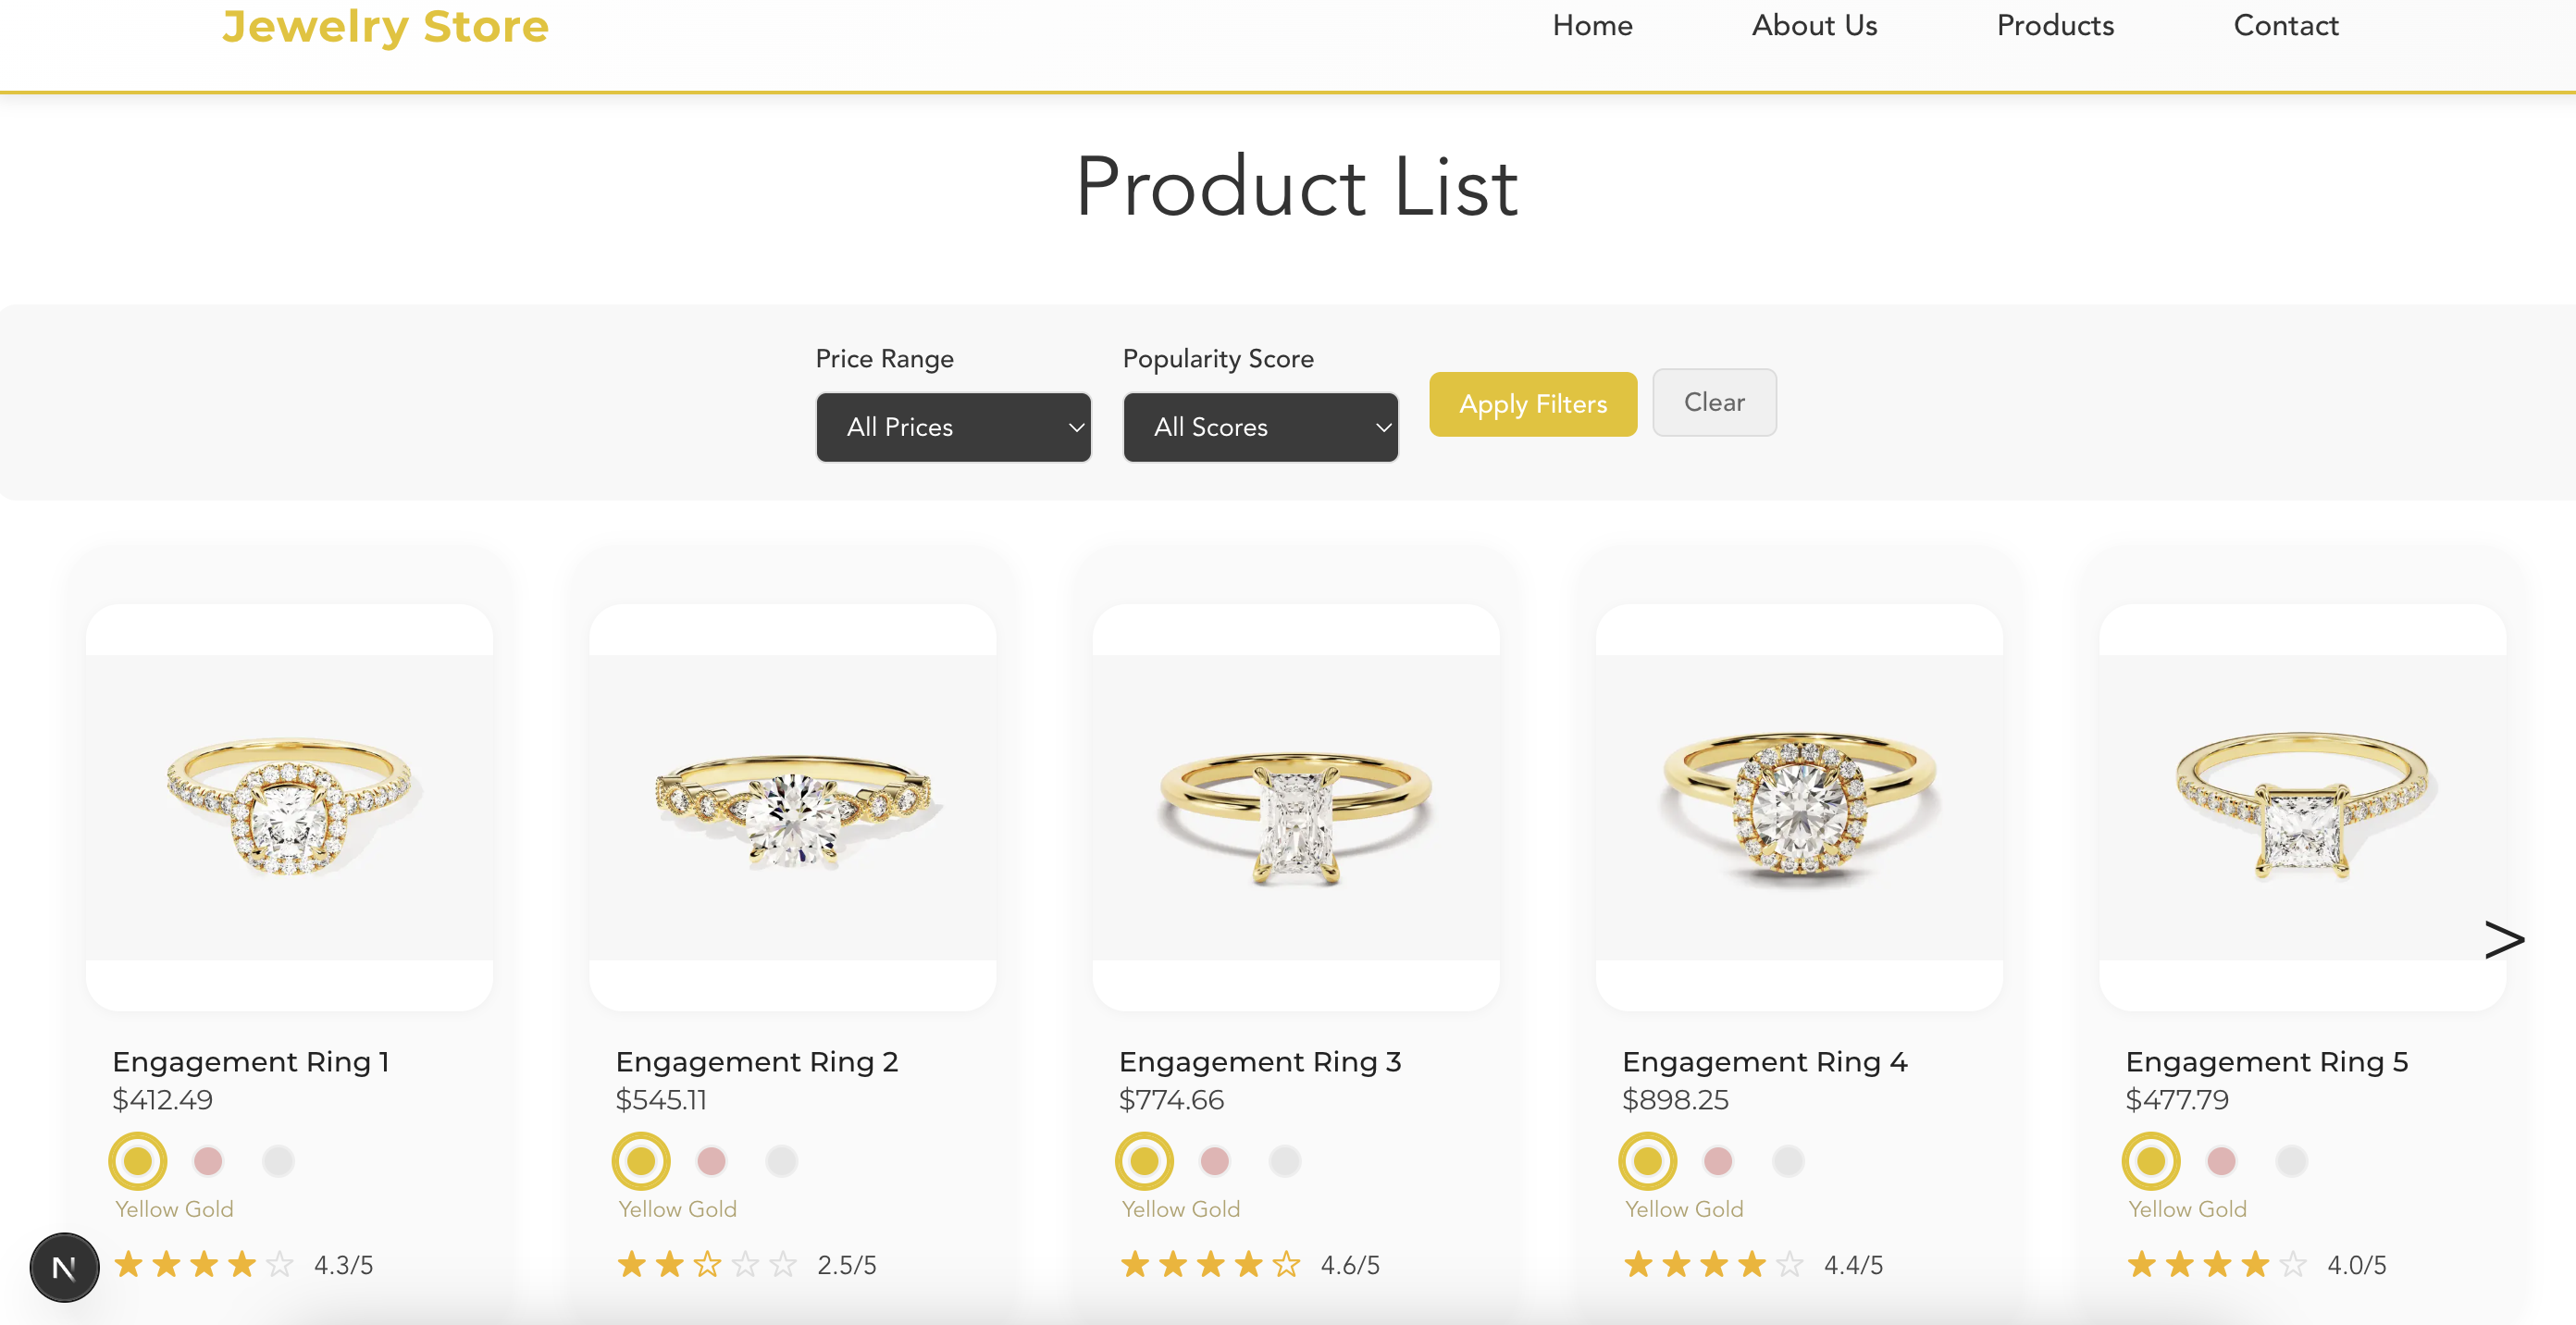 Jewelry Store
Home About Us Products Contact
Product List
Price Range Popularity Score
All Prices All Scores Apply Filters Clear
>
Engagement Ring 1 Engagement Ring 2 Engagement Ring 3 Engagement Ring 4 Engagement Ring 5
$412.49 $545.11 $774.66 $898.25 $477.79
Yellow Gold Yellow Gold Yellow Gold Yellow Gold Yellow Gold
N 4.3/5 2.5/5 4.6/5 4.4/5 4.0/5